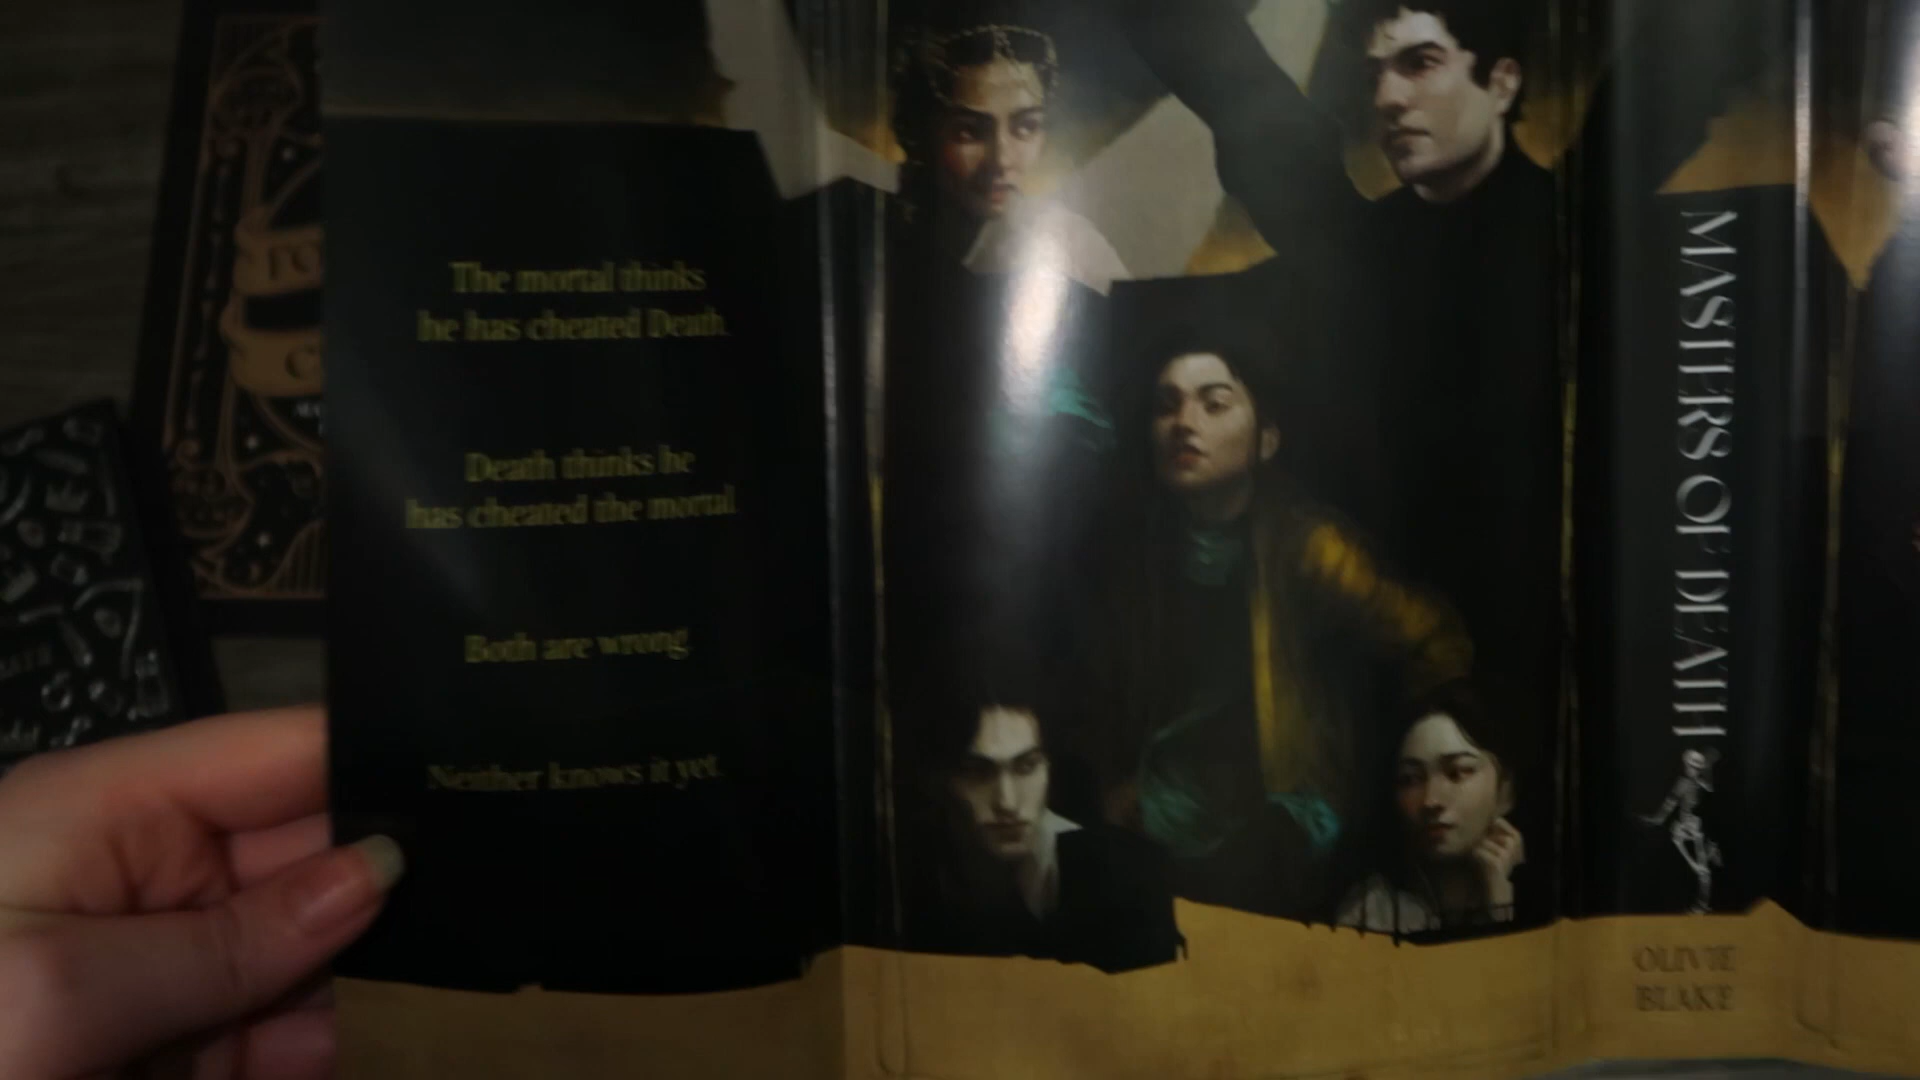 The mortal thinks
he has cheated Death.
Death thinks he
has cheated the mortal.
Both are wrong.
Neither knows it yet.
MASTERS OF DEATH
OLIVIE
BLAKE